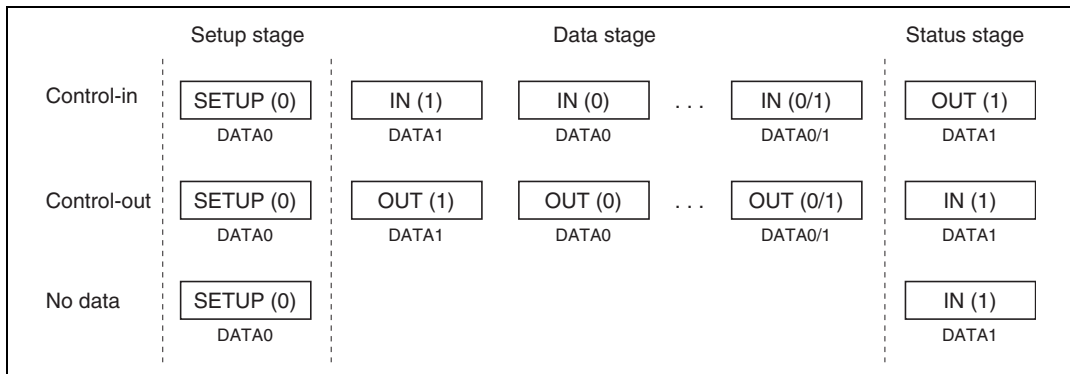 Setup stage Data stage Status stage
Control-in SETUP (0) IN (1) IN (0) ... IN (0/1) OUT (1)
DATA0 DATA1 DATA0 DATA0/1 DATA1
Control-out SETUP (0) OUT (1) OUT (0) ... OUT (0/1) IN (1)
DATA0 DATA1 DATA0 DATA0/1 DATA1
No data SETUP (0) IN (1)
DATA0 DATA1